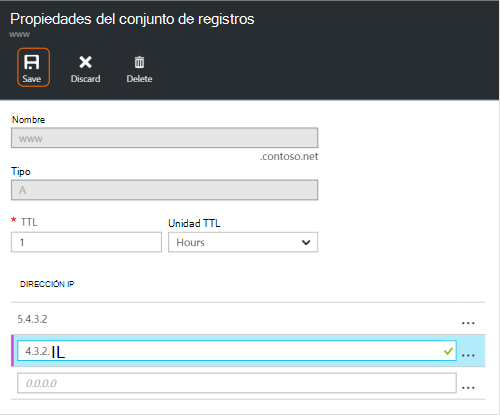 Propiedades del conjunto de registros
www
Save Discard Delete
Nombre
www
.contoso.net
Tipo
A
* TTL Unidad TTL
1 Hours
DIRECCIÓN IP
5.4.3.2 ...
4.3.2.IL ...
0.0.0.0 ...